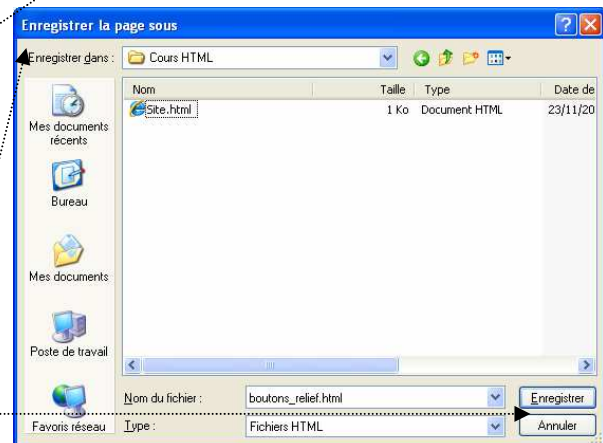 Enregistrer la page sous
Enregistrer dans :
Cours HTML
Nom
Taille
Type
Date de
Site.html
1 Ko
Document HTML
23/11/20
Mes documents
récents
Bureau
Mes documents
Poste de travail
Favoris réseau
Nom du fichier :
boutons_relief.html
Enregistrer
Type :
Fichiers HTML
Annuler